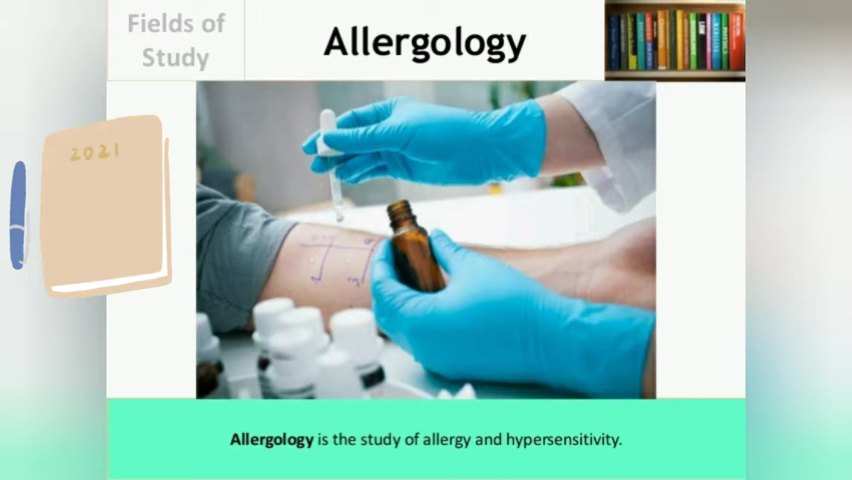 Fields of
Study
Allergology
2021
Allergology is the study of allergy and hypersensitivity.